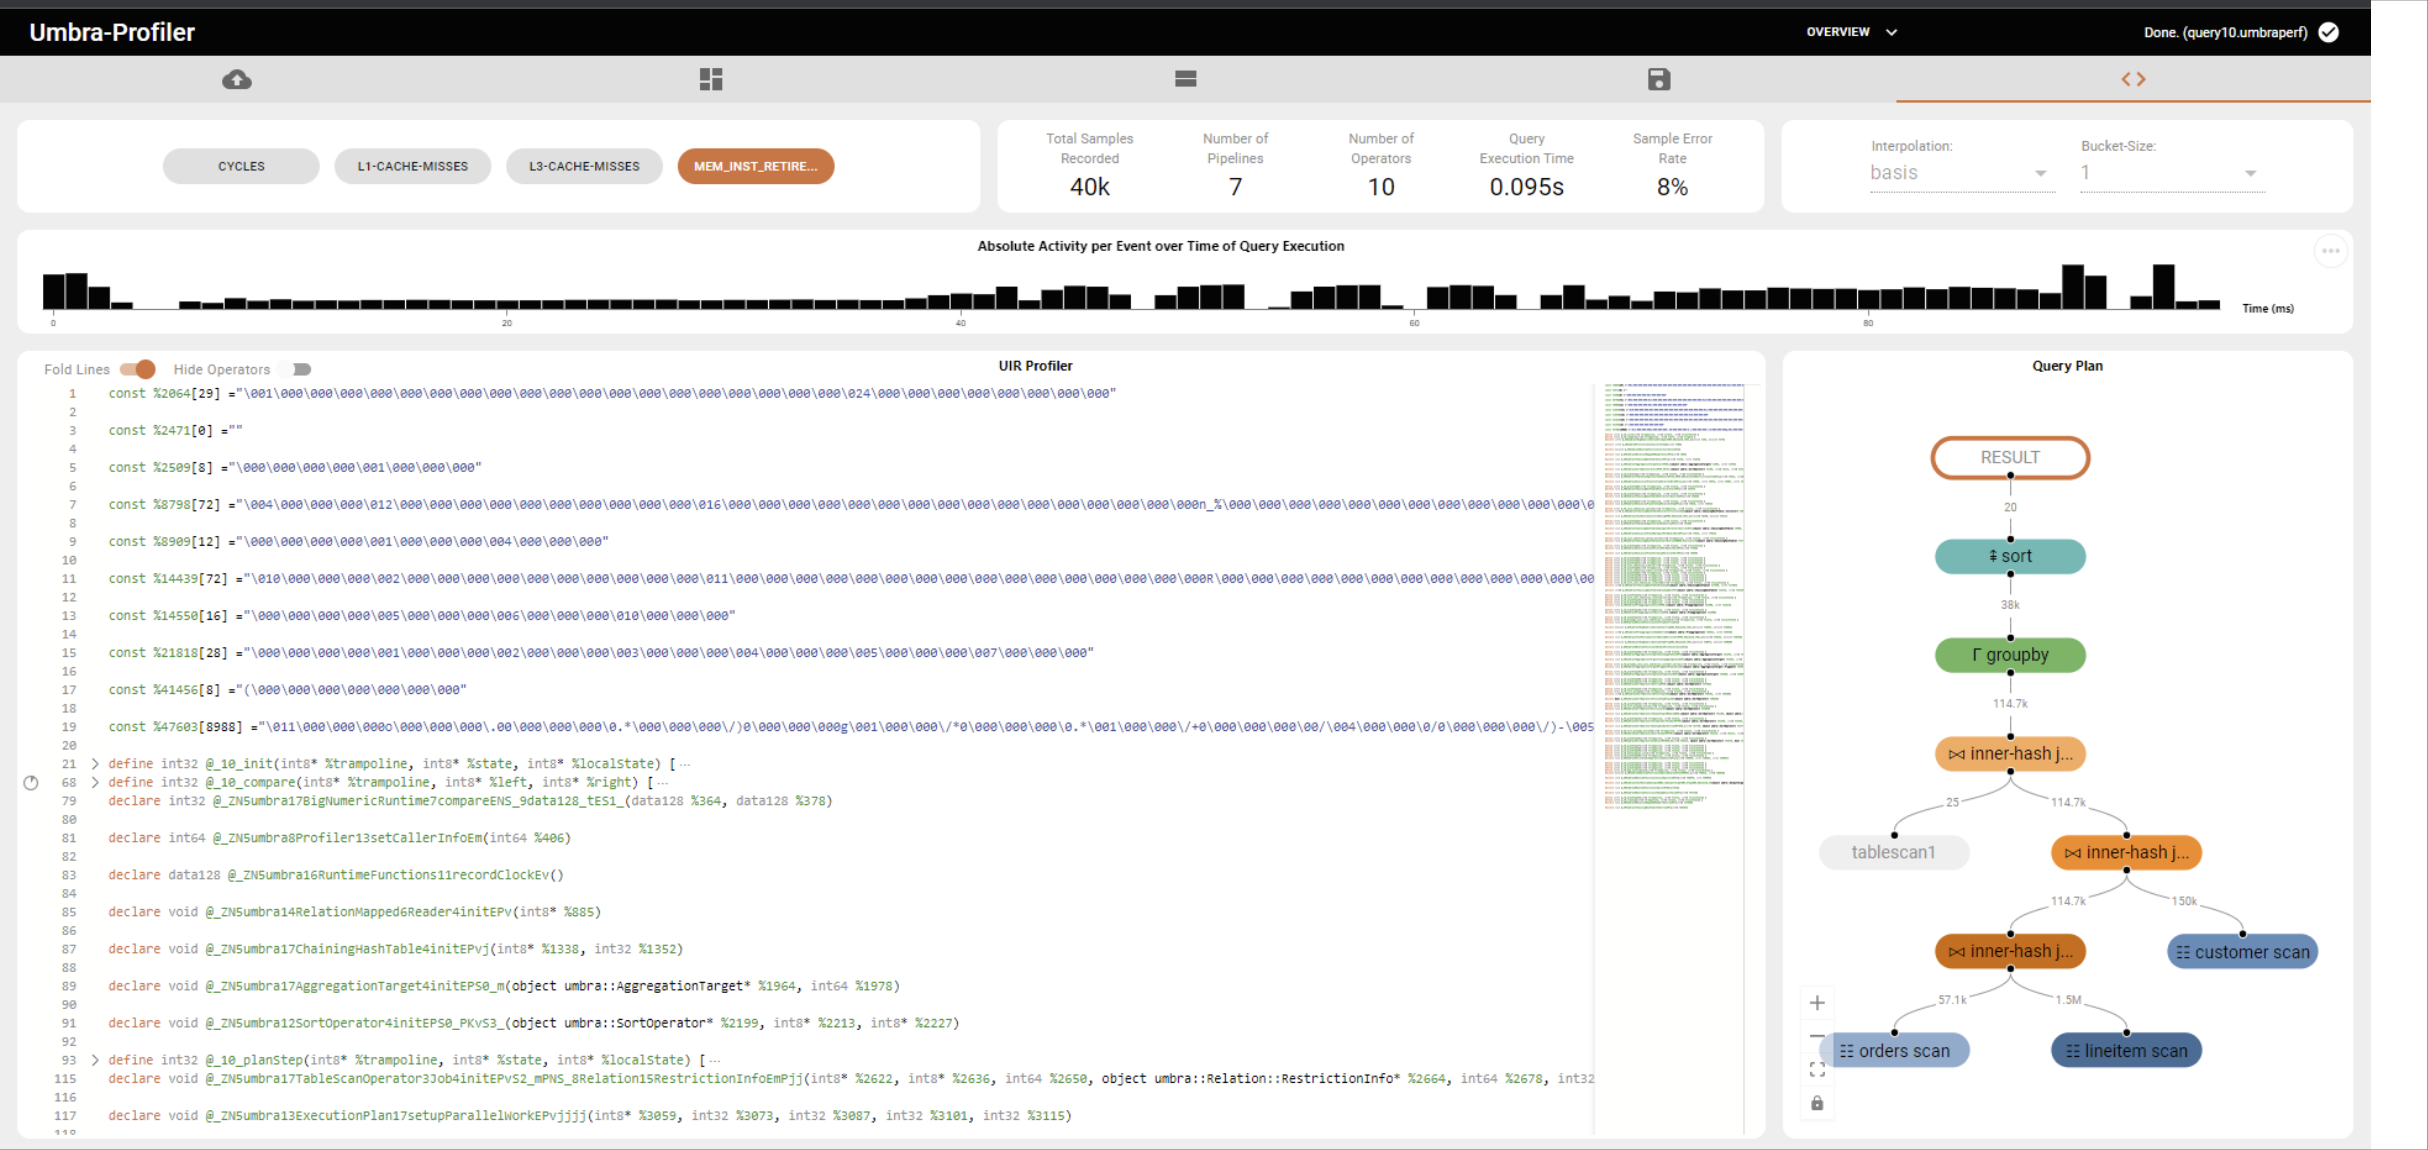 Umbra-Profiler
OVERVIEW
Done. (query10.umbraperf)
CYCLES
L1-CACHE-MISSES
L3-CACHE-MISSES
MEM_INST_RETIRE...
Total Samples Recorded
40k
Number of Pipelines
7
Number of Operators
10
Query Execution Time
0.095s
Sample Error Rate
8%
Interpolation:
basis
Bucket-Size:
1
Absolute Activity per Event over Time of Query Execution
0 20 40 60 80
Time (ms)
Fold Lines
Hide Operators
UIR Profiler
1 const %2064[29] ="\001\000\000\000\000\000\000\000\000\000\000\000\000\000\000\000\000\000\000\000\024\000\000\000\000\000\000\000\000"
2
3 const %2471[0] =""
4
5 const %2509[8] ="\000\000\000\000\001\000\000\000"
6
7 const %8798[72] ="\004\000\000\000\012\000\000\000\000\000\000\000\000\000\000\016\000\000\000\000\000\000\000\000\000\000\000\000\000\000\000\000n_%\000\000\000\000\000\000\000\000\000\000\000\000\0
8
9 const %8909[12] ="\000\000\000\000\001\000\000\000\004\000\000\000"
10
11 const %14439[72] ="\010\000\000\000\002\000\000\000\000\000\000\000\000\000\000\011\000\000\000\000\000\000\000\000\000\000\000\000\000\000\000\000R\000\000\000\000\000\000\000\000\000\000\000\000\00
12
13 const %14550[16] ="\000\000\000\000\005\000\000\000\006\000\000\000\010\000\000\000"
14
15 const %21818[28] ="\000\000\000\000\001\000\000\000\002\000\000\000\003\000\000\000\004\000\000\000\005\000\000\000\007\000\000\000"
16
17 const %41456[8] ="(\000\000\000\000\000\000\000"
18
19 const %47603[8988] ="\011\000\000\000o\000\000\000\.00\000\000\000\0.*\000\000\000\/)0\000\000\000g\001\000\000\/*0\000\000\000\0.*\001\000\000\/+0\000\000\000\00/\004\000\000\0/0\000\000\000\/)-\005
20
21 define int32 @_10_init(int8* %trampoline, int8* %state, int8* %localState) [ ...
68 define int32 @_10_compare(int8* %trampoline, int8* %left, int8* %right) [ ...
79 declare int32 @_ZN5umbra17BigNumericRuntime7compareENS_9data128_tES1_(data128 %364, data128 %378)
80
81 declare int64 @_ZN5umbra8Profiler13setCallerInfoEm(int64 %406)
82
83 declare data128 @_ZN5umbra16RuntimeFunctions11recordClockEv()
84
85 declare void @_ZN5umbra14RelationMapped6Reader4initEPv(int8* %885)
86
87 declare void @_ZN5umbra17ChainingHashTable4initEPvj(int8* %1338, int32 %1352)
88
89 declare void @_ZN5umbra17AggregationTarget4initEPS0_m(object umbra::AggregationTarget* %1964, int64 %1978)
90
91 declare void @_ZN5umbra12SortOperator4initEPS0_PKvS3_(object umbra::SortOperator* %2199, int8* %2213, int8* %2227)
92
93 define int32 @_10_planStep(int8* %trampoline, int8* %state, int8* %localState) [ ...
115 declare void @_ZN5umbra17TableScanOperator3Job4initEPvS2_mPNS_8Relation15RestrictionInfoEmPjj(int8* %2622, int8* %2636, int64 %2650, object umbra::Relation::RestrictionInfo* %2664, int64 %2678, int32
116
117 declare void @_ZN5umbra13ExecutionPlan17setupParallelWorkEPvjjjj(int8* %3059, int32 %3073, int32 %3087, int32 %3101, int32 %3115)
118
Query Plan
RESULT
20
sort
38k
Γ groupby
114.7k
⋈ inner-hash j...
25 114.7k
tablescan1
⋈ inner-hash j...
114.7k 150k
⋈ inner-hash j...
customer scan
57.1k 1.5M
orders scan
lineitem scan